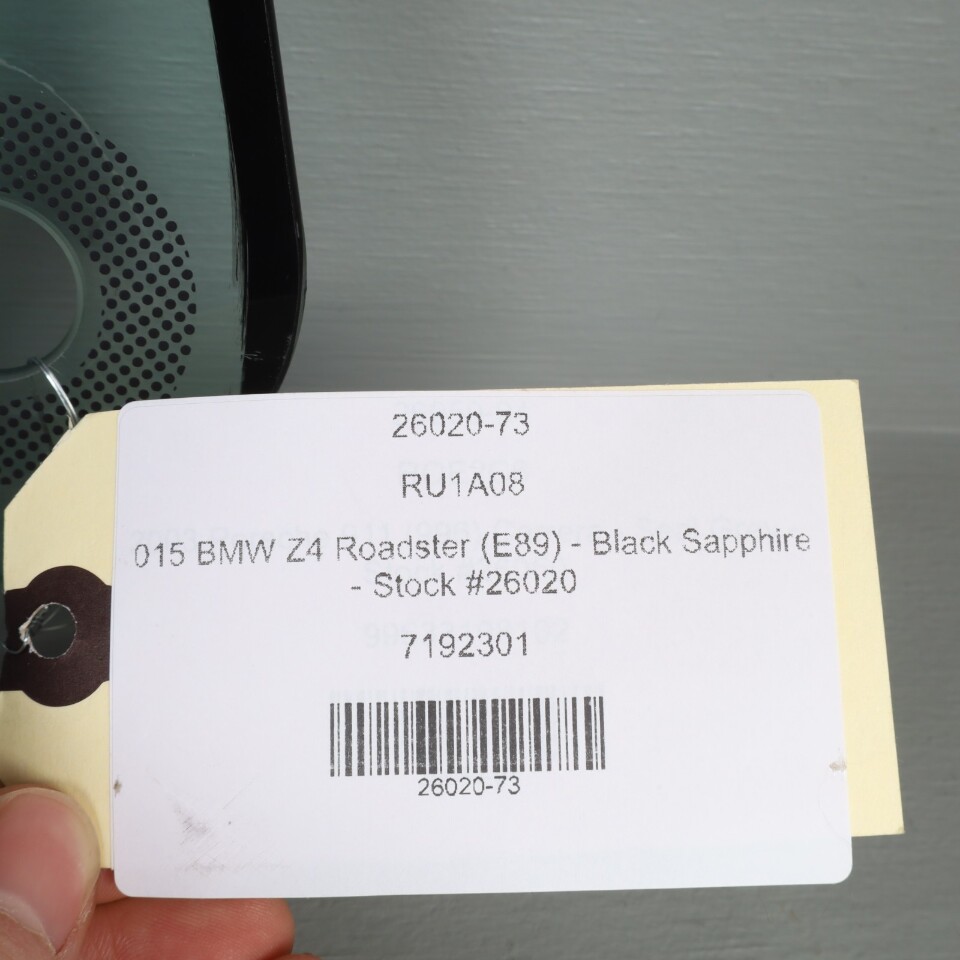 26020-73
RU1A08
015 BMW Z4 Roadster (E89) - Black Sapphire
- Stock #26020
7192301
26020-73